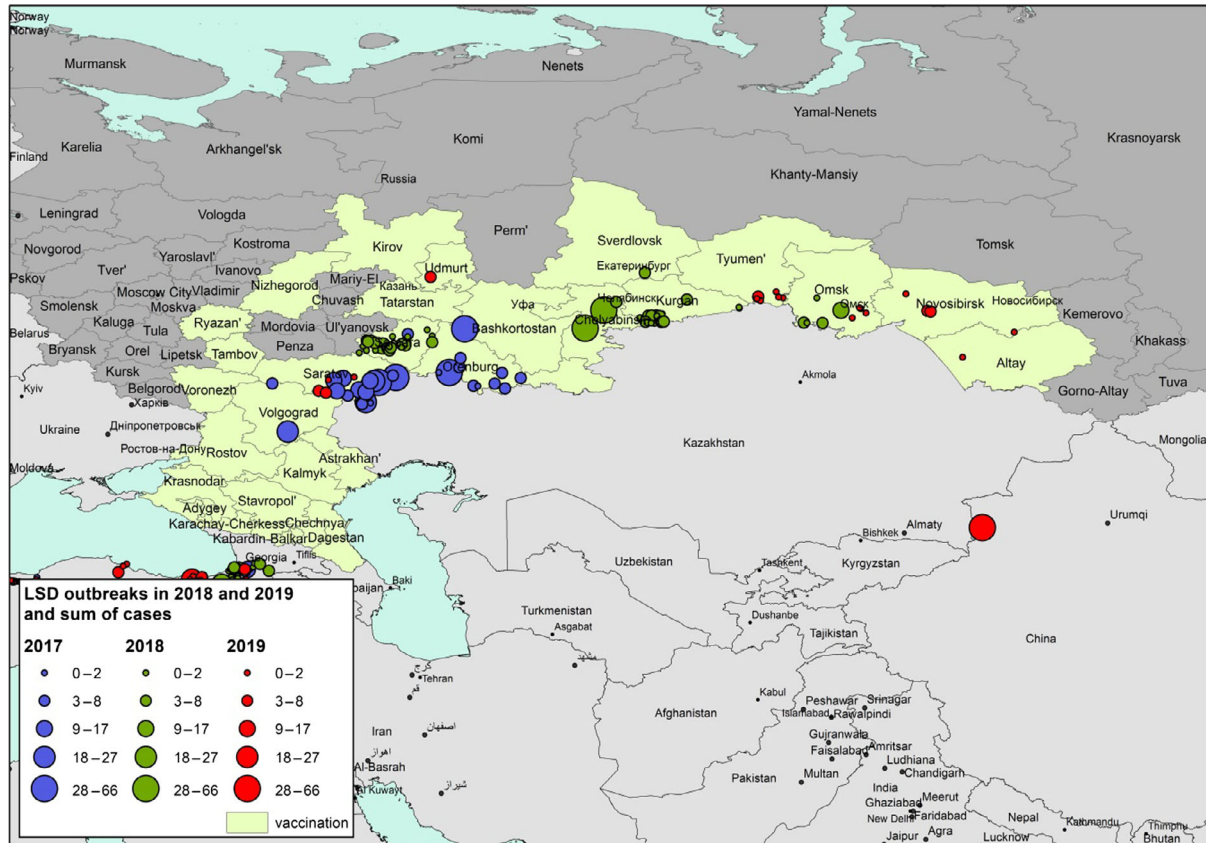 Norway
Norway
Murmansk
Nenets
Yamal-Nenets
Krasnoyarsk
Komi
Karelia
Arkhangel'sk
Finland
Khanty-Mansiy
Russia
Leningrad
Vologda
Kostroma
Kirov
Perm'
Sverdlovsk
Tomsk
Novgorod
Yaroslavl'
Ivanovo
Udmurt
Екатеринбург
Tyumen'
Tver'
Pskov
Moscow City
Vladimir
Nizhegorod
Mariy-El
Казань
Omsk
Smolensk
Moskva
Chuvash
Tatarstan
Уфа
Челябинск
Kurgan
Омск
Novosibirsk
Новосибирск
Kemerovo
Kaluga
Tula
Ryazan'
Mordovia
Ul'yanovsk
Bashkortostan
Chelyabinsk
Belarus
Bryansk
Orel
Lipetsk
Tambov
Penza
Khakass
Kursk
Saratov
Orenburg
Altay
Voronezh
Belgorod
Akmola
Gorno-Altay
Tuva
Kyiv
Харків
Volgograd
Ukraine
Дніпропетровськ
Kazakhstan
Mongolia
Ростов-на-Дону
Rostov
Astrakhan'
Moldova
Kalmyk
Krasnodar
Stavropol'
Adygey
Karachay-Cherkess
Chechnya
Kabardin-Balkar
Dagestan
Urumqi
Almaty
Bishkek
Georgia
Tiflis
Kyrgyzstan
Uzbekistan
Tashkent
Baki
baijan
Turkmenistan
Asgabat
Dushanbe
Tajikistan
China
مشهد
کرج
Tehran
قم
Kabul
Peshawar
Srinagar
Islamabad
Rawalpindi
Afghanistan
Iran
اصفهان
Gujranwala
Faisalabad
Amritsar
اهواز
Al-Basrah
Ludhiana
Pakistan
Multan
Chandigarh
Al Kuwayt
شیراز
India
Ghaziabad
Meerut
New Delhi
Faridabad
Nepal
Kathmandu
Thimphu
Jaipur
Agra
Lucknow
Bhutan
LSD outbreaks in 2018 and 2019
and sum of cases
2017 2018 2019
0–2 0–2 0–2
3–8 3–8 3–8
9–17 9–17 9–17
18–27 18–27 18–27
28–66 28–66 28–66
vaccination